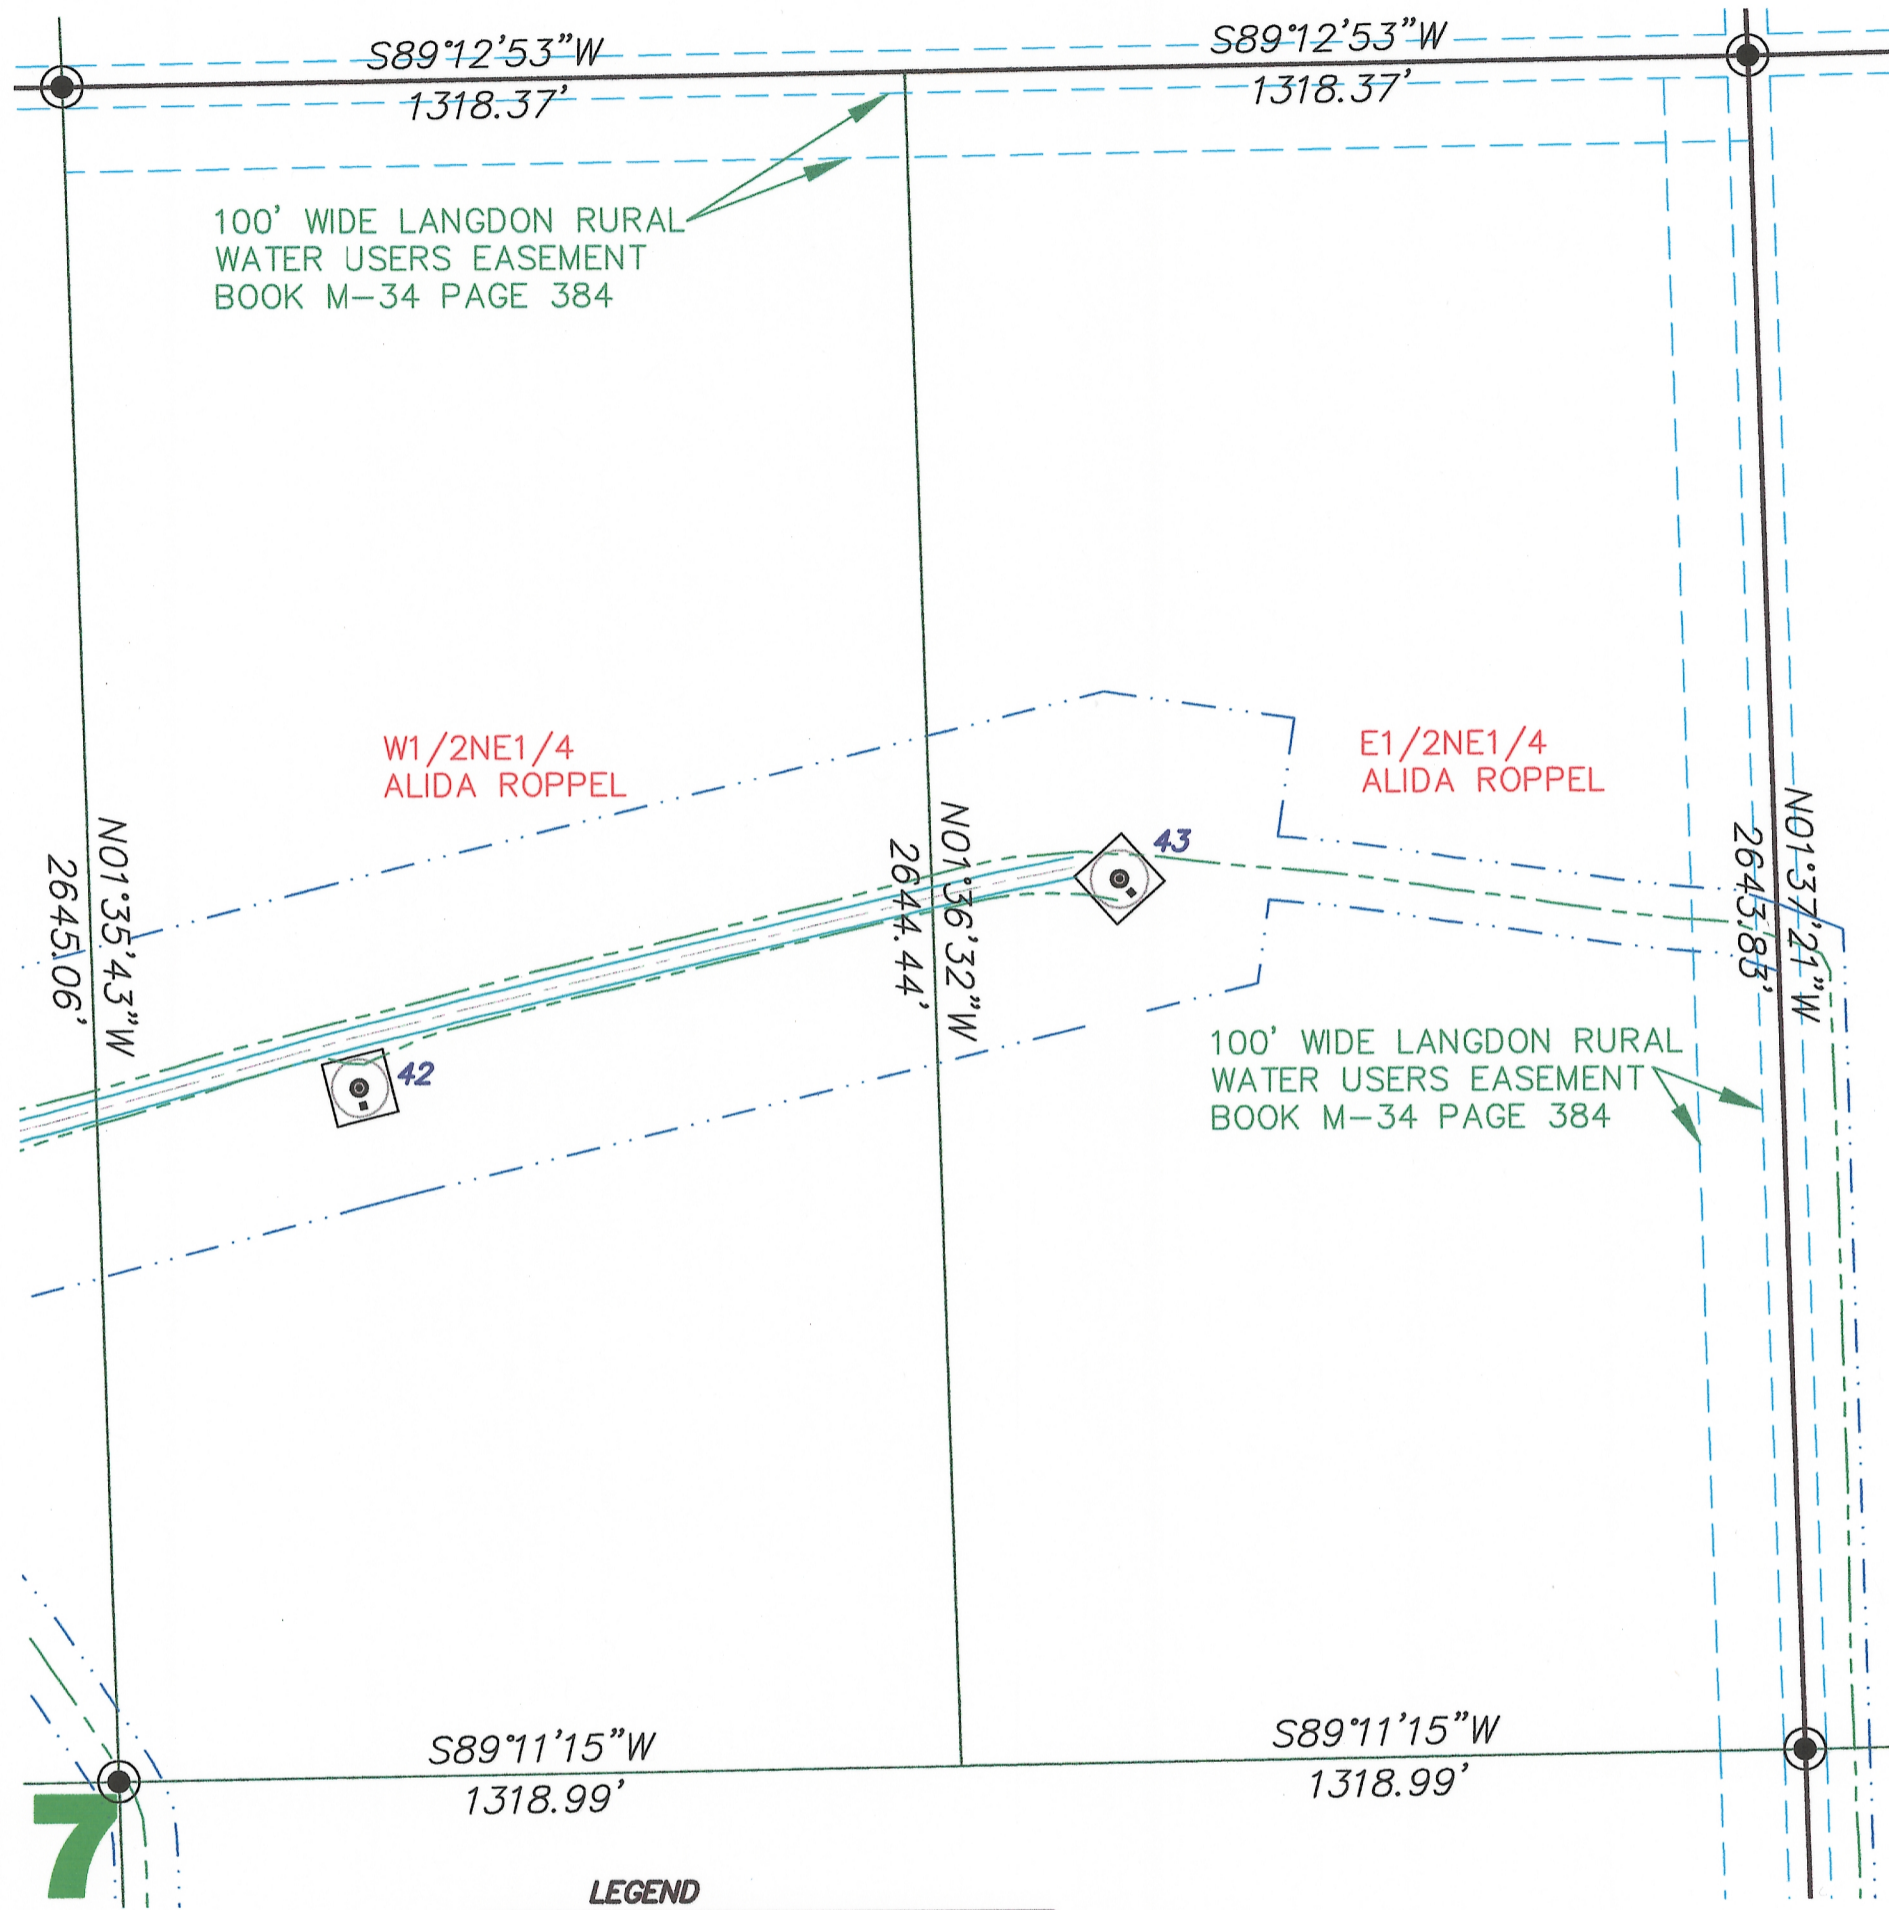 S89°12'53"W
1318.37'
S89°12'53"W
1318.37'
100' WIDE LANGDON RURAL
WATER USERS EASEMENT
BOOK M-34 PAGE 384
W1/2NE1/4
ALIDA ROPPEL
E1/2NE1/4
ALIDA ROPPEL
N01°35'43"W
2645.06'
N01°36'32"W
2644.44'
N01°37'21"W
2643.83'
43
42
100' WIDE LANGDON RURAL
WATER USERS EASEMENT
BOOK M-34 PAGE 384
S89°11'15"W
1318.99'
S89°11'15"W
1318.99'
7
LEGEND